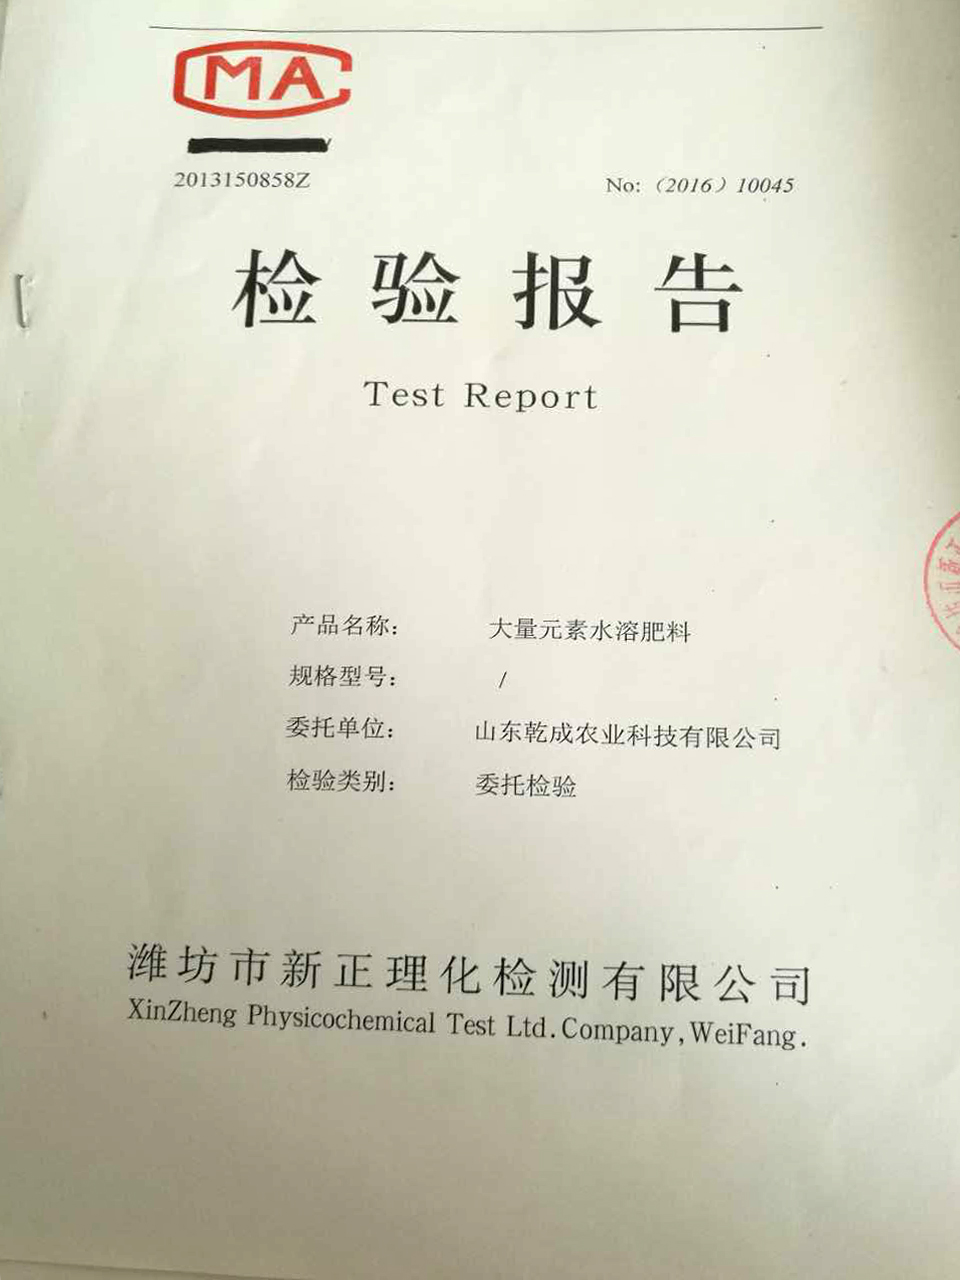 MA
2013150858Z
No:（2016）10045
检验报告
Test Report
产品名称： 大量元素水溶肥料
规格型号： /
委托单位： 山东乾成农业科技有限公司
检验类别： 委托检验
潍坊市新正理化检测有限公司
XinZheng Physicochemical Test Ltd.Company,WeiFang.